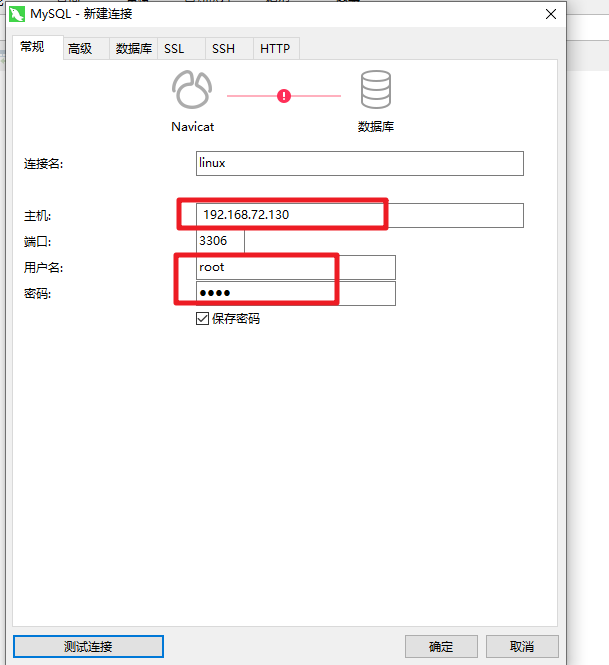 MySQL - 新建连接
常规 高级 数据库 SSL SSH HTTP
Navicat 数据库
连接名: linux
主机: 192.168.72.130
端口: 3306
用户名: root
密码: ●●●●
保存密码
测试连接 确定 取消